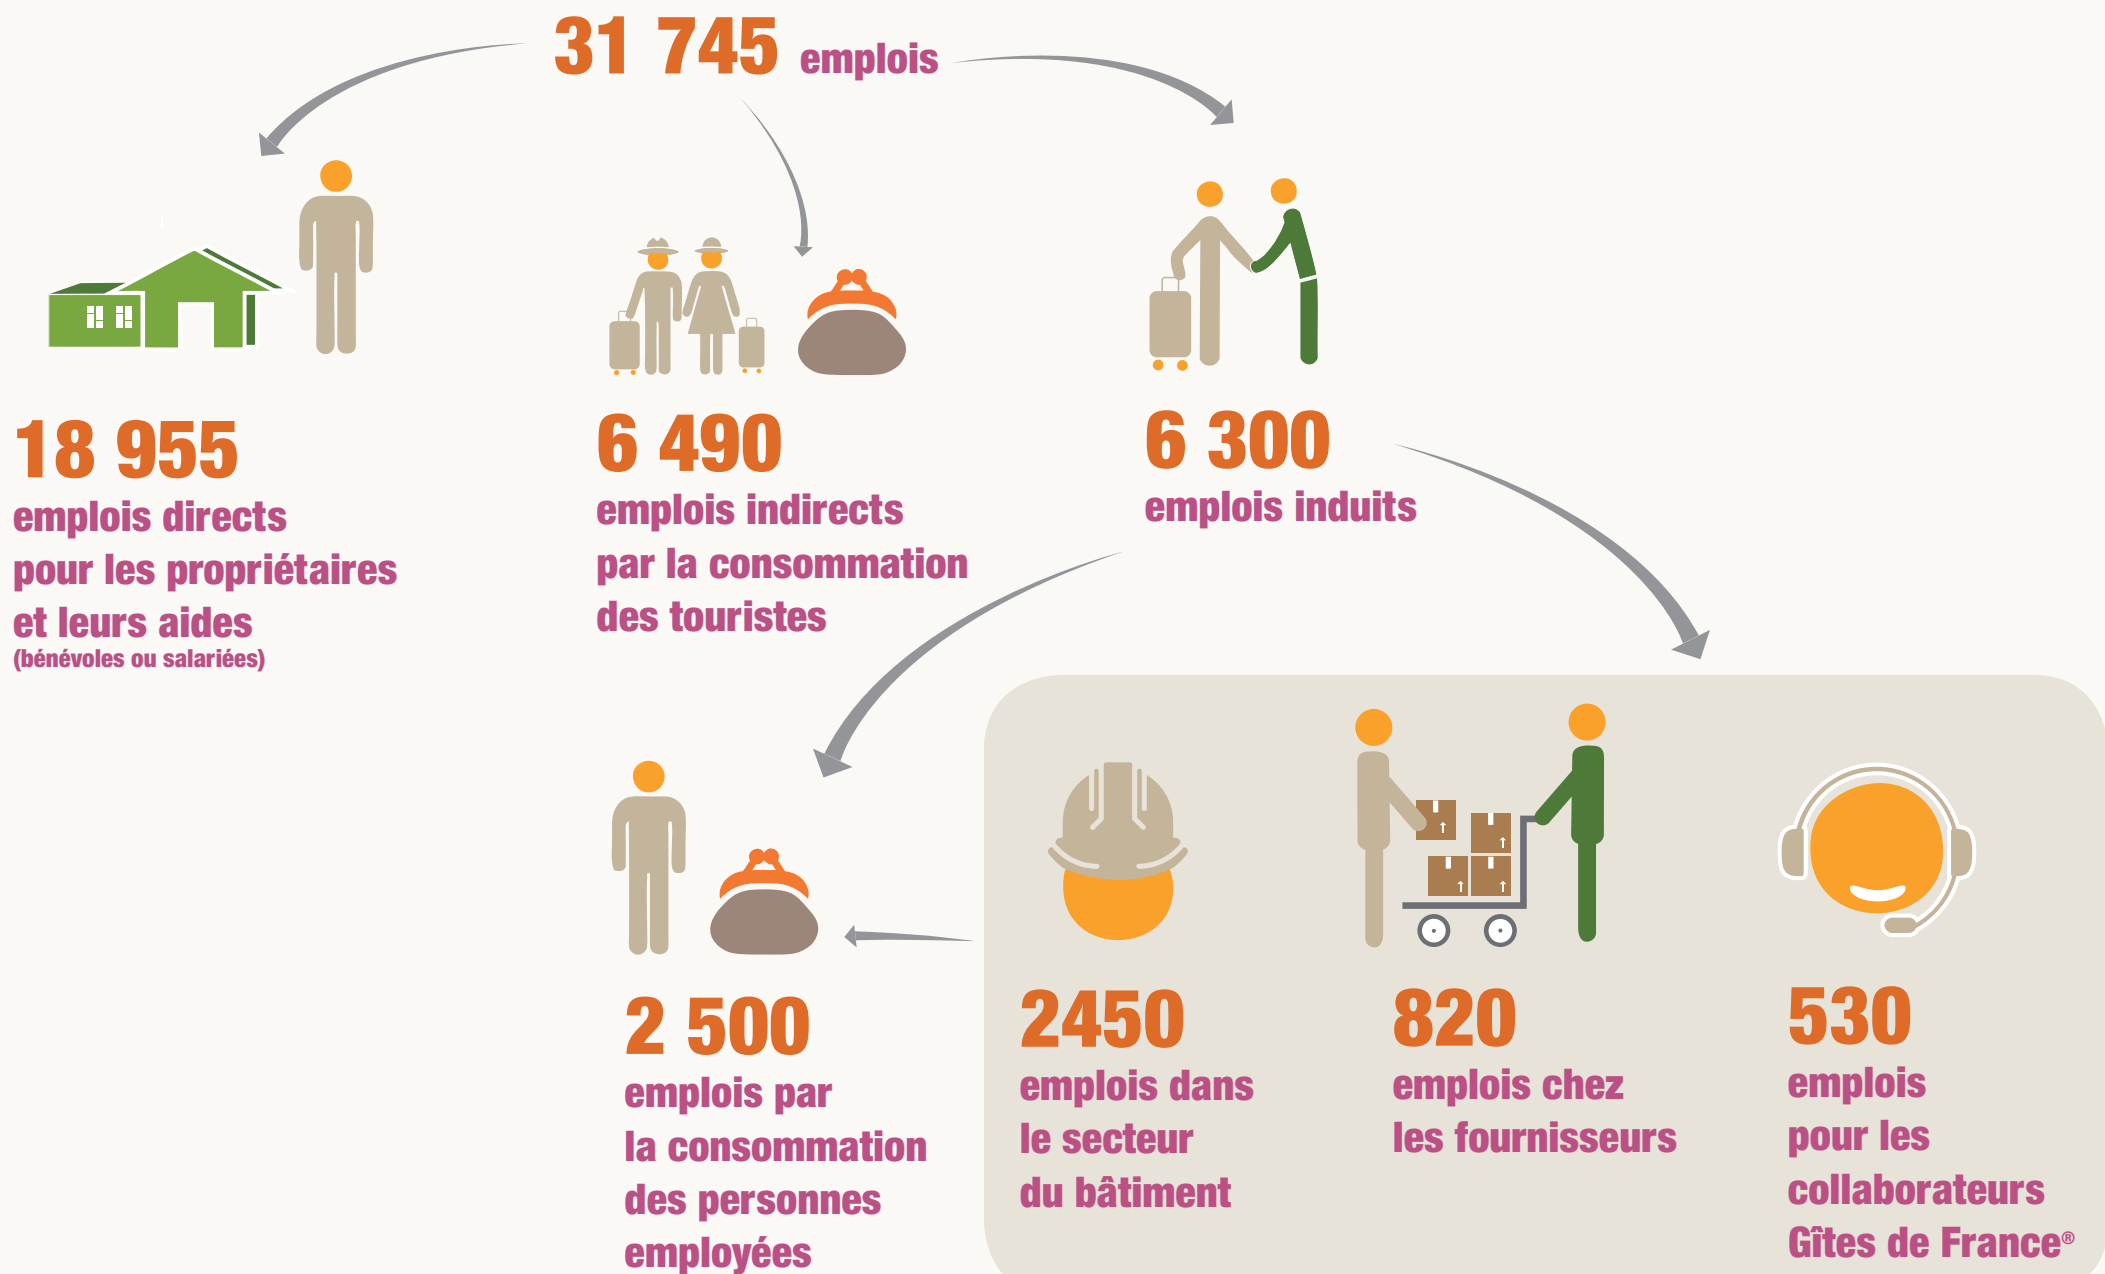 31 745 emplois
18 955
emplois directs
pour les propriétaires
et leurs aides
(bénévoles ou salariées)
6 490
emplois indirects
par la consommation
des touristes
6 300
emplois induits
2 500
emplois par
la consommation
des personnes
employées
2450
emplois dans
le secteur
du bâtiment
820
emplois chez
les fournisseurs
530
emplois
pour les
collaborateurs
Gîtes de France®